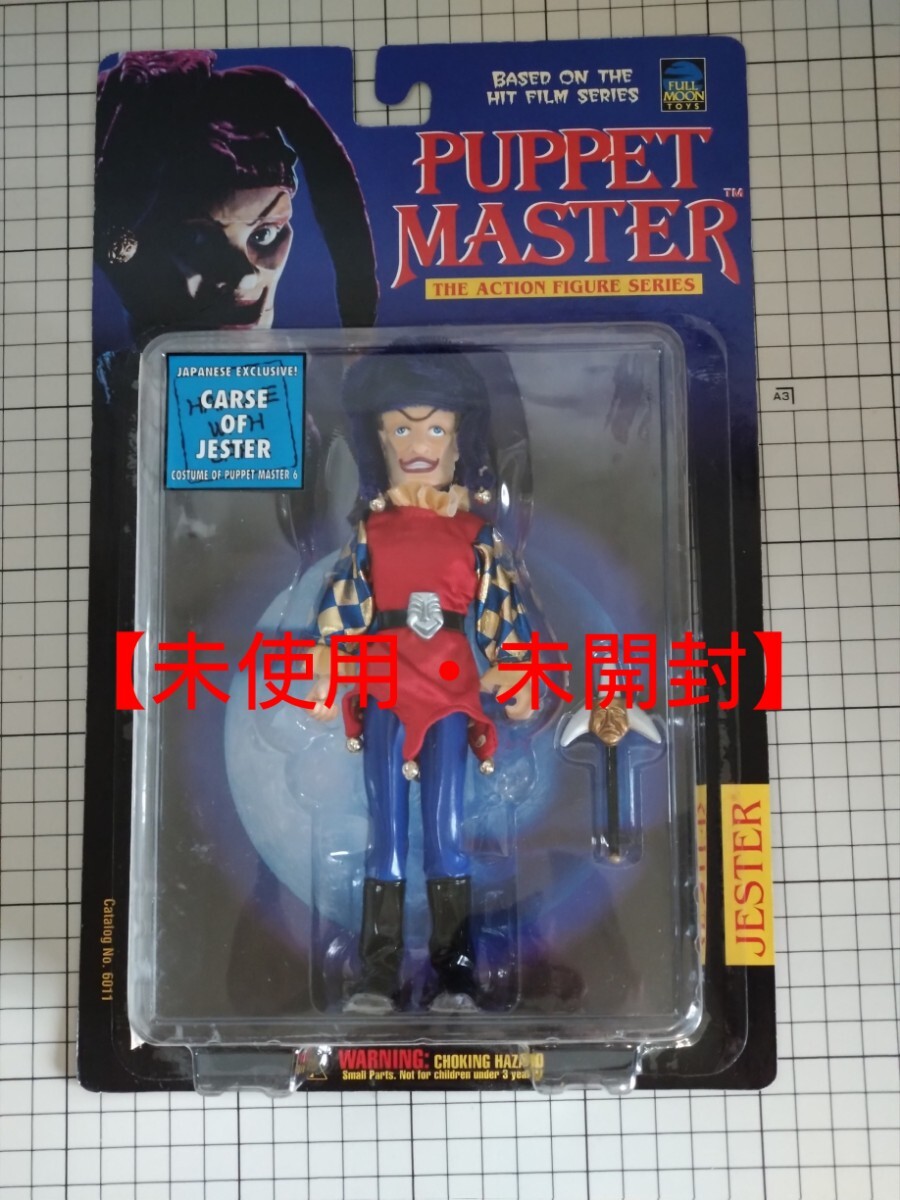 BASED ON THE
HIT FILM SERIES
FULL
MOON
TOYS
PUPPET
MASTER™
THE ACTION FIGURE SERIES
JAPANESE EXCLUSIVE!
CARSE
OF
JESTER
COSTUME OF PUPPET MASTER 6
A3
【未使用・未開封】
JESTER
Catalog No. 6011
WARNING: CHOKING HAZARD
Small Parts. Not for children under 3